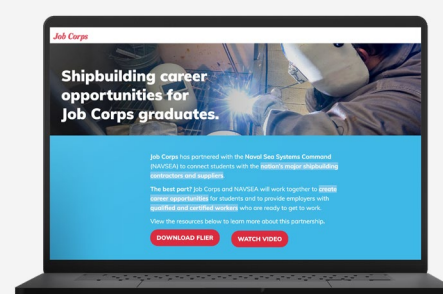 Job Corps
Shipbuilding career
opportunities for
Job Corps graduates.
Job Corps has partnered with the Naval Sea Systems Command
(NAVSEA) to connect students with the nation's major shipbuilding
contractors and suppliers.
The best part? Job Corps and NAVSEA will work together to create
career opportunities for students and to provide employers with
qualified and certified workers who are ready to get to work.
View the resources below to learn more about this partnership.
DOWNLOAD FLIER
WATCH VIDEO